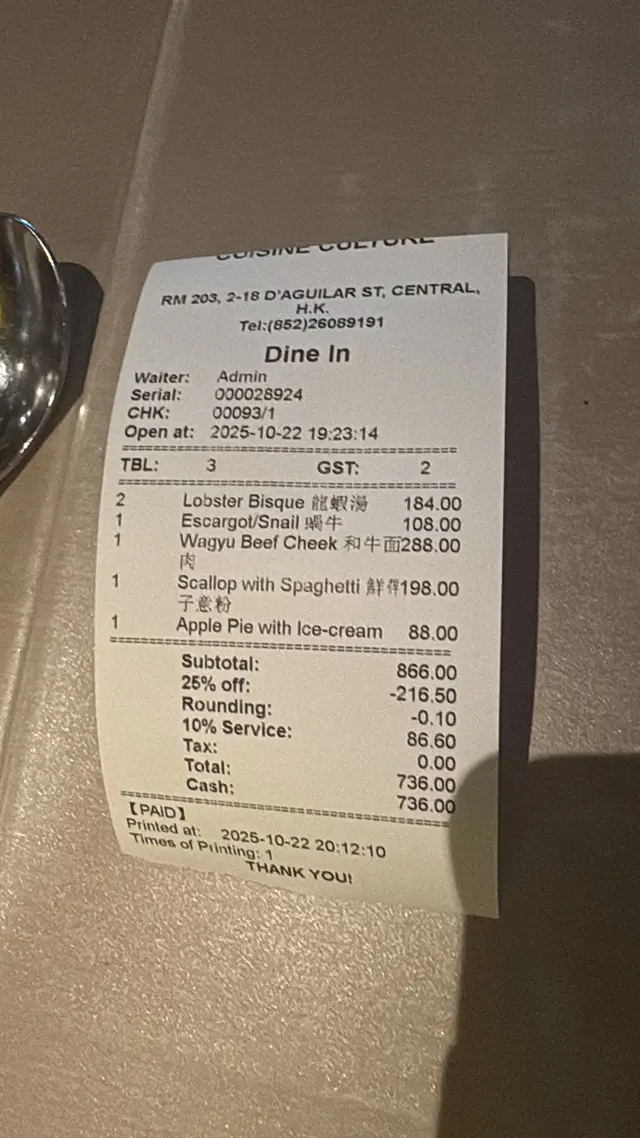 CUISINE CULTURE
RM 203, 2-18 D'AGUILAR ST, CENTRAL,
H.K.
Tel:(852)26089191
Dine In
Waiter: Admin
Serial: 000028924
CHK: 00093/1
Open at: 2025-10-22 19:23:14
TBL: 3 GST: 2
2 Lobster Bisque 龍蝦湯 184.00
1 Escargot/Snail 蝸牛 108.00
1 Wagyu Beef Cheek 和牛面288.00
肉
1 Scallop with Spaghetti 鮮198.00
子意粉
1 Apple Pie with Ice-cream 88.00
Subtotal: 866.00
25% off: -216.50
Rounding: -0.10
10% Service: 86.60
Tax: 0.00
Total: 736.00
Cash: 736.00
【PAID】
Printed at: 2025-10-22 20:12:10
Times of Printing: 1
THANK YOU!